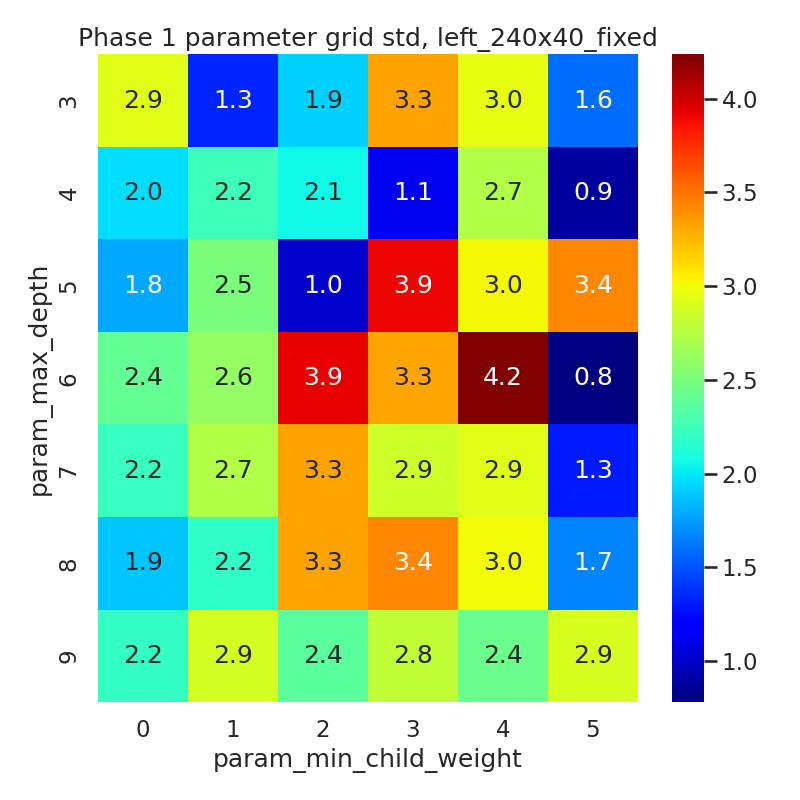 Phase 1 parameter grid std, left_240x40_fixed
3 2.9 1.3 1.9 3.3 3.0 1.6
4 2.0 2.2 2.1 1.1 2.7 0.9
5 1.8 2.5 1.0 3.9 3.0 3.4
6 2.4 2.6 3.9 3.3 4.2 0.8
7 2.2 2.7 3.3 2.9 2.9 1.3
8 1.9 2.2 3.3 3.4 3.0 1.7
9 2.2 2.9 2.4 2.8 2.4 2.9
0 1 2 3 4 5
param_min_child_weight
param_max_depth
4.0
3.5
3.0
2.5
2.0
1.5
1.0